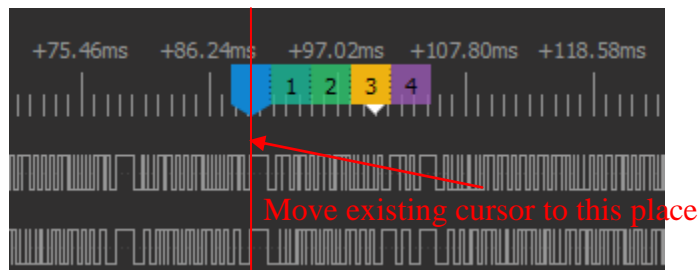 +75.46ms +86.24ms +97.02ms +107.80ms +118.58ms
1 2 3 4
Move existing cursor to this place